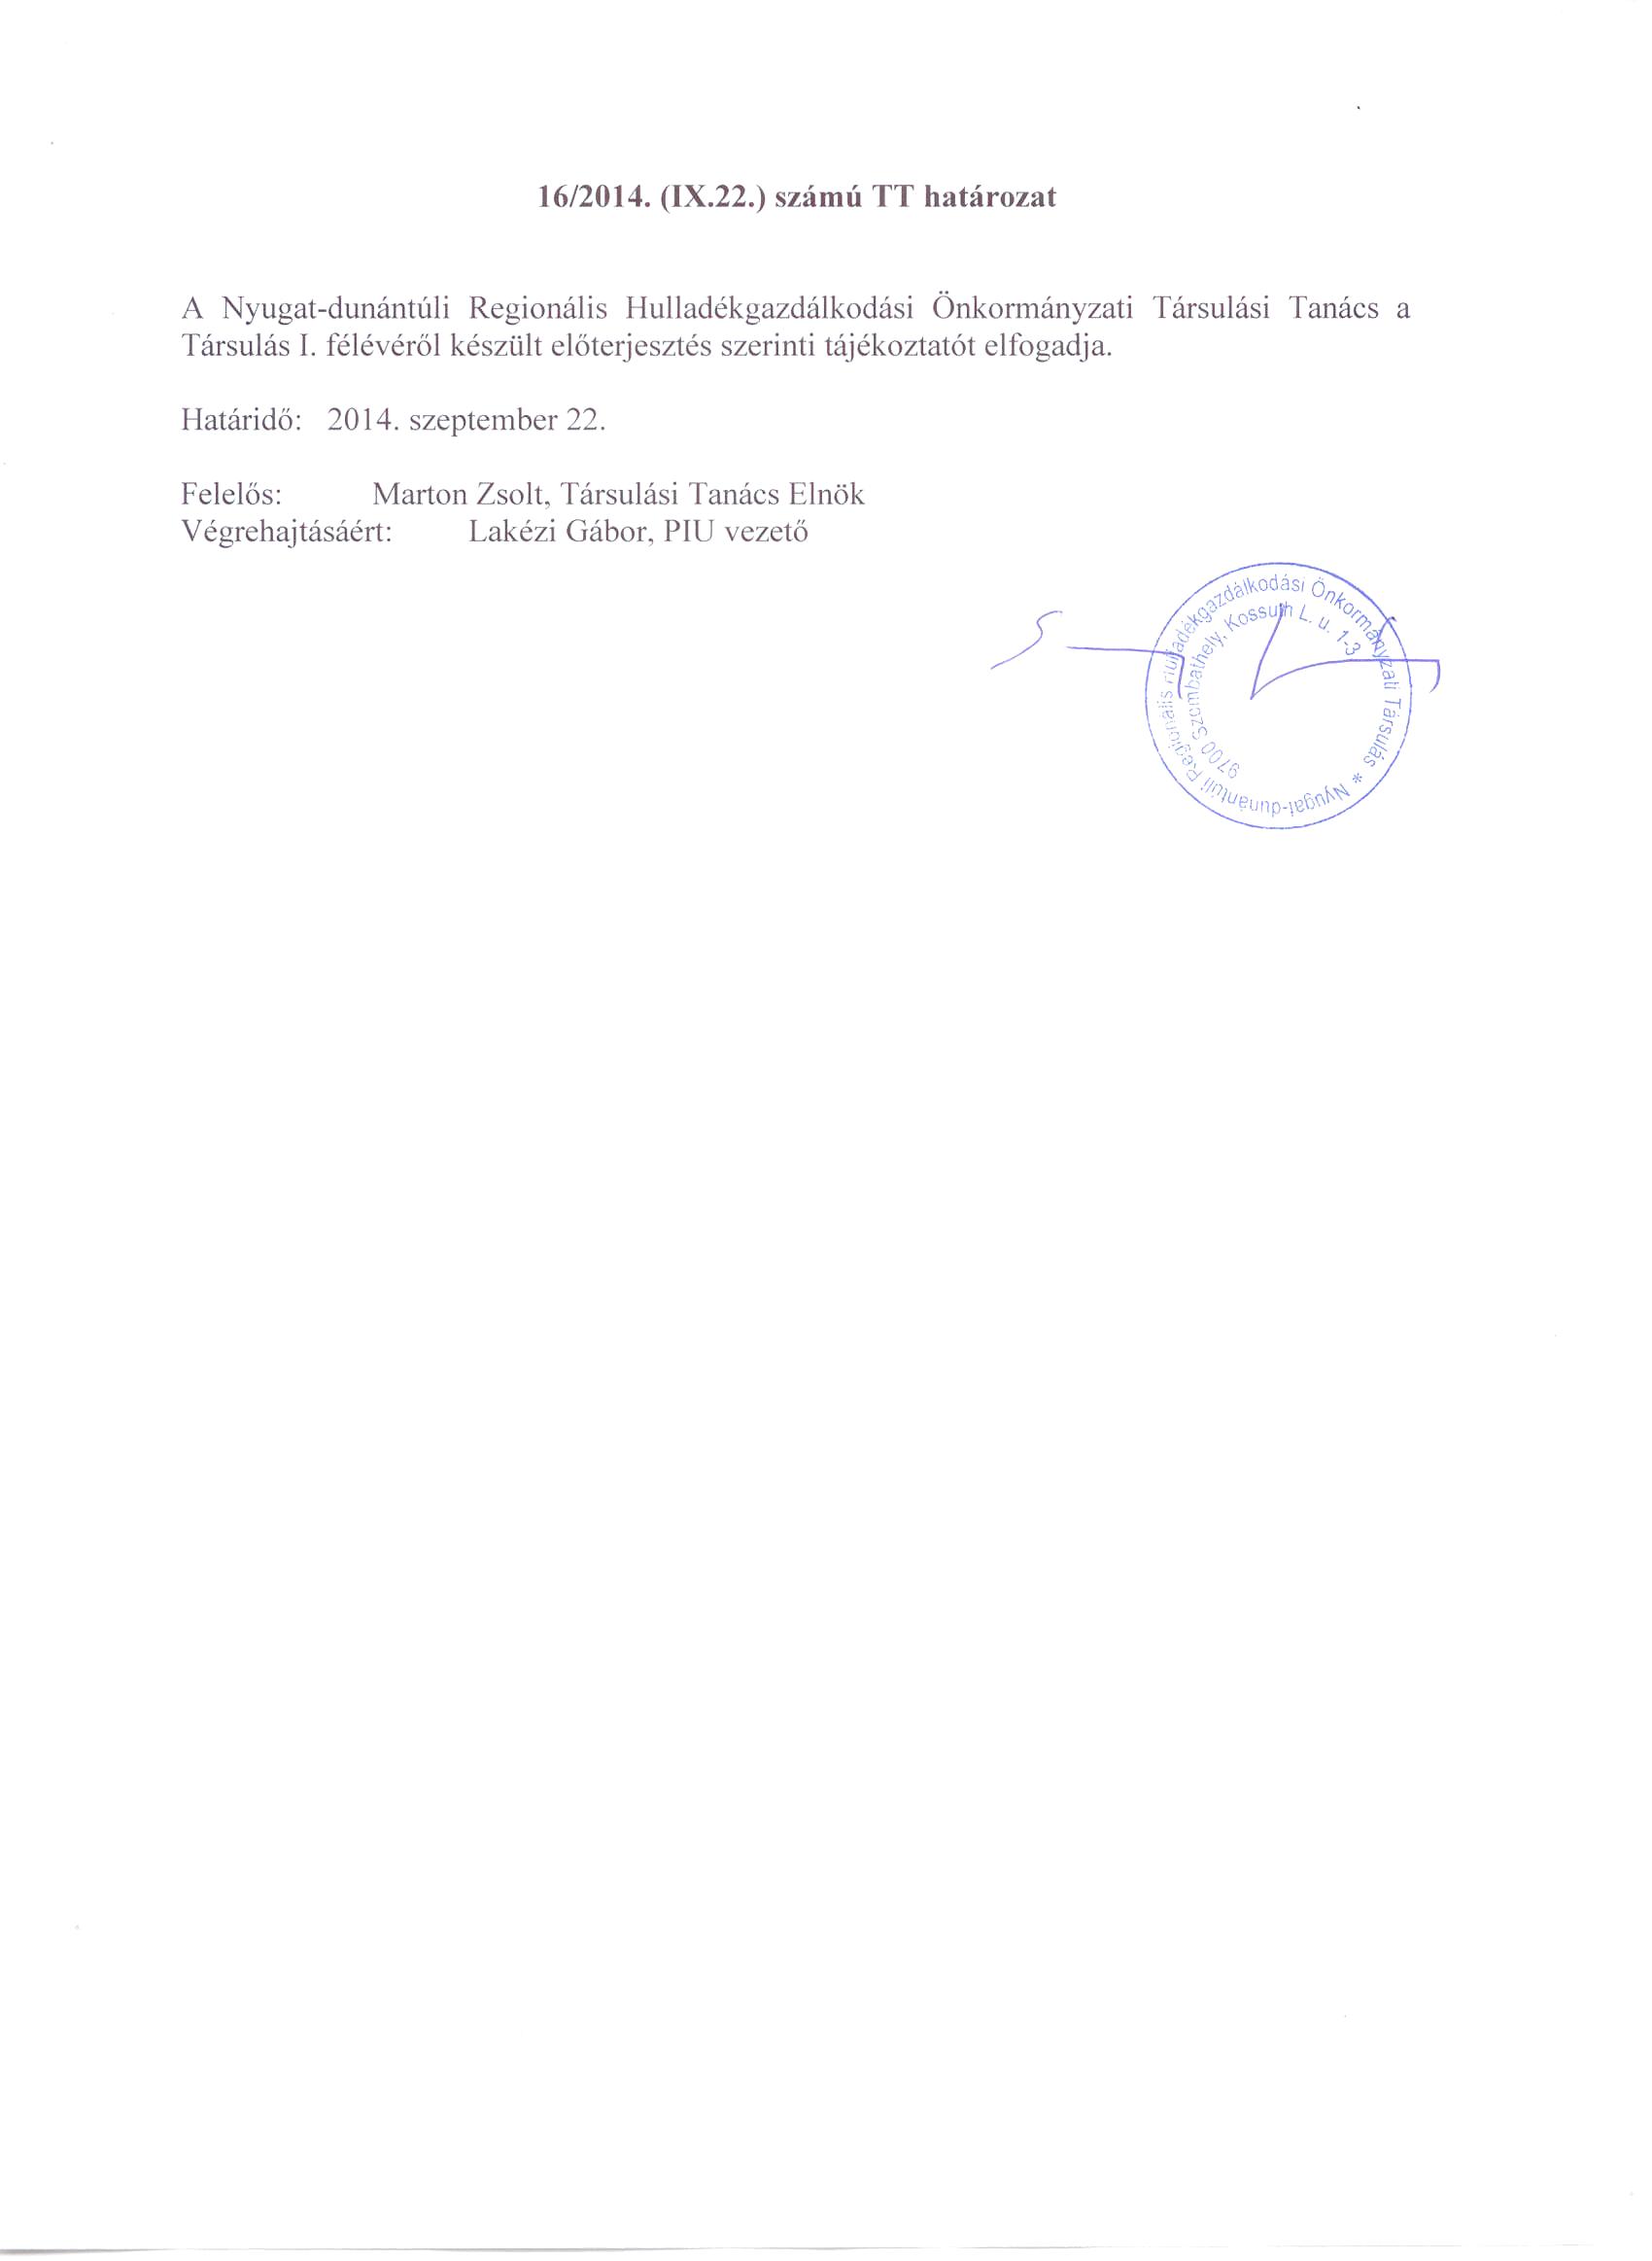 16/2014. (IX.22.) számú TT határozat
A Nyugat-dunántúli Regionális Hulladékgazdálkodási Önkormányzati Társulási Tanács a
Társulás I. félévéről készült előterjesztés szerinti tájékoztatót elfogadja.
Határidő: 2014. szeptember 22.
Felelős: Marton Zsolt, Társulási Tanács Elnök
Végrehajtásáért: Lakézi Gábor, PIU vezető
Nyugat-dunántúli Regionális Hulladékgazdálkodási Önkormányzati Társulás *
9700 Szombathely, Kossuth L. u. 1-3